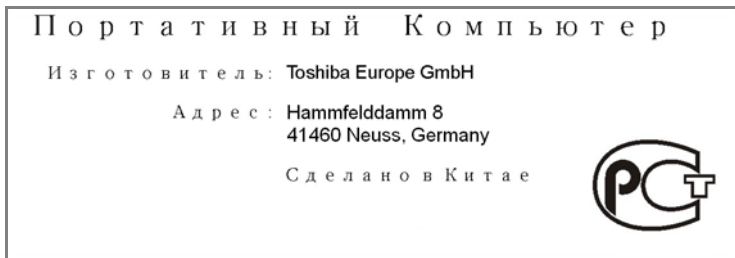 Портативный Компьютер
Изготовитель: Toshiba Europe GmbH
Адрес: Hammfelddamm 8
41460 Neuss, Germany
Сделано в Китае
РСТ